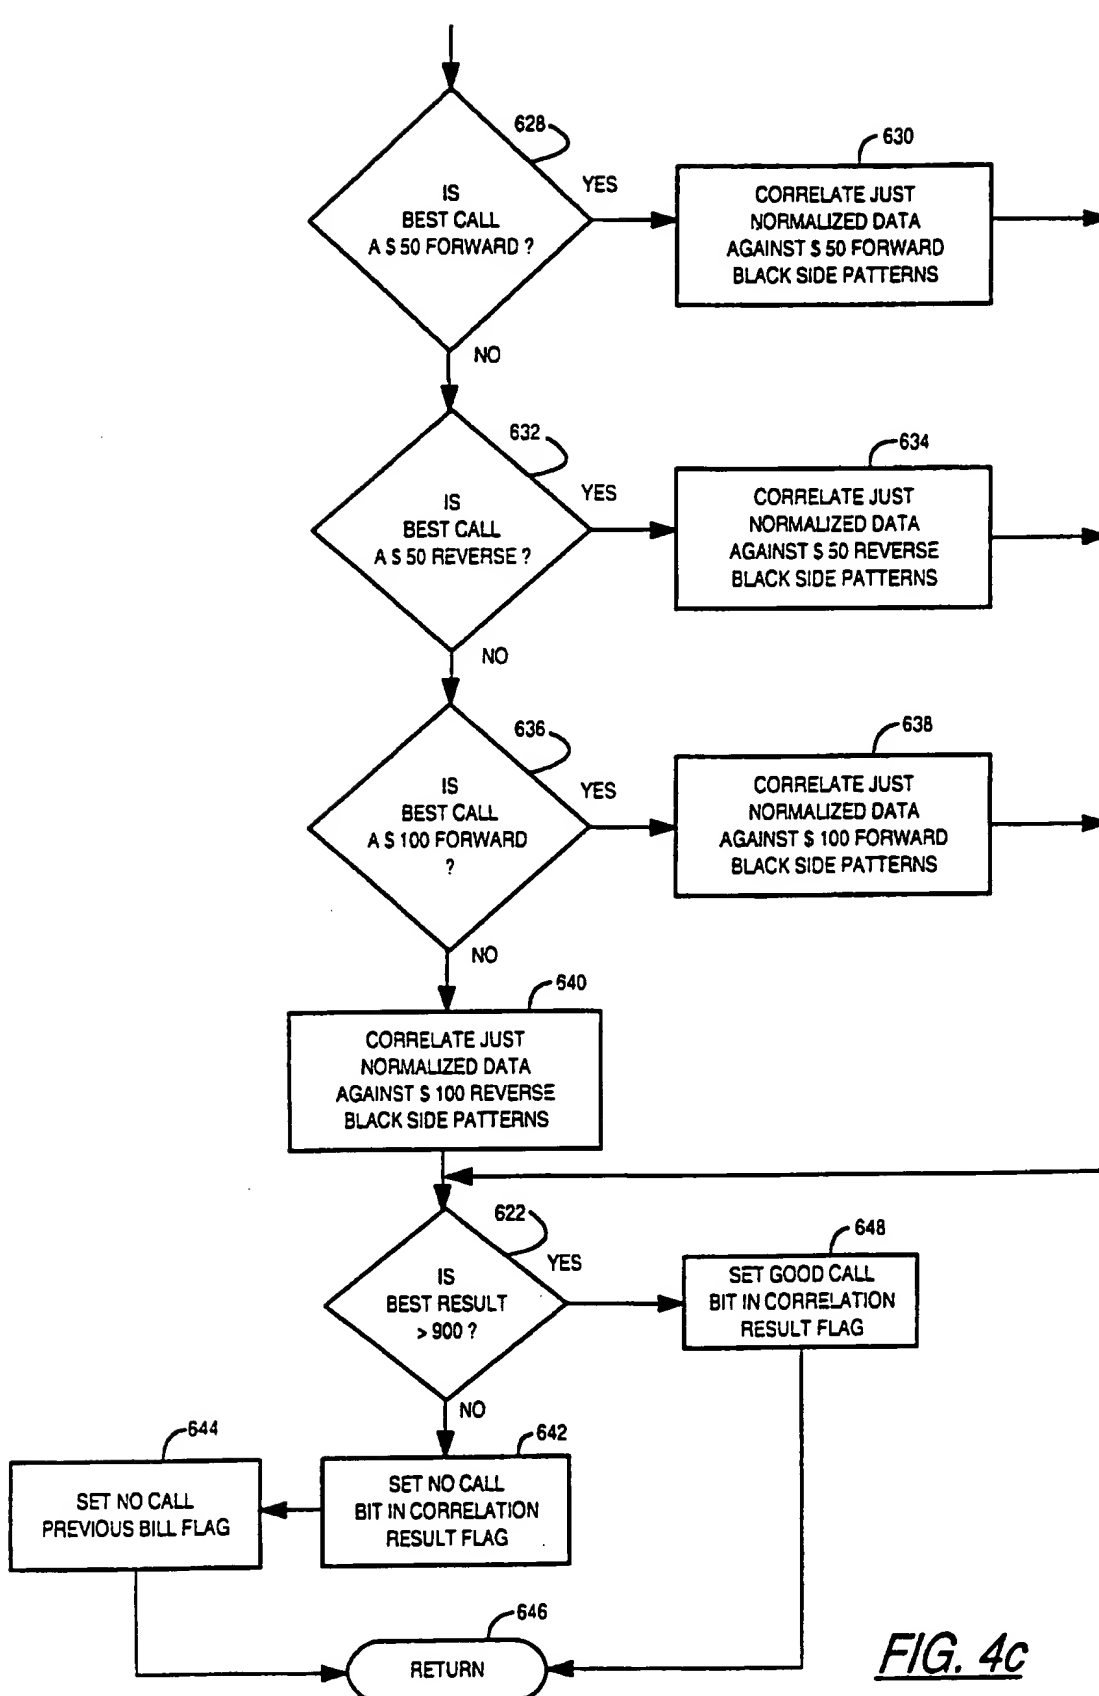 628
IS
BEST CALL
A $ 50 FORWARD ?
YES
630
CORRELATE JUST
NORMALIZED DATA
AGAINST $ 50 FORWARD
BLACK SIDE PATTERNS
NO
632
IS
BEST CALL
A $ 50 REVERSE ?
YES
634
CORRELATE JUST
NORMALIZED DATA
AGAINST $ 50 REVERSE
BLACK SIDE PATTERNS
NO
636
IS
BEST CALL
A $ 100 FORWARD
?
YES
638
CORRELATE JUST
NORMALIZED DATA
AGAINST $ 100 FORWARD
BLACK SIDE PATTERNS
NO
640
CORRELATE JUST
NORMALIZED DATA
AGAINST $ 100 REVERSE
BLACK SIDE PATTERNS
622
IS
BEST RESULT
> 900 ?
YES
648
SET GOOD CALL
BIT IN CORRELATION
RESULT FLAG
NO
642
SET NO CALL
BIT IN CORRELATION
RESULT FLAG
644
SET NO CALL
PREVIOUS BILL FLAG
646
RETURN
FIG. 4c